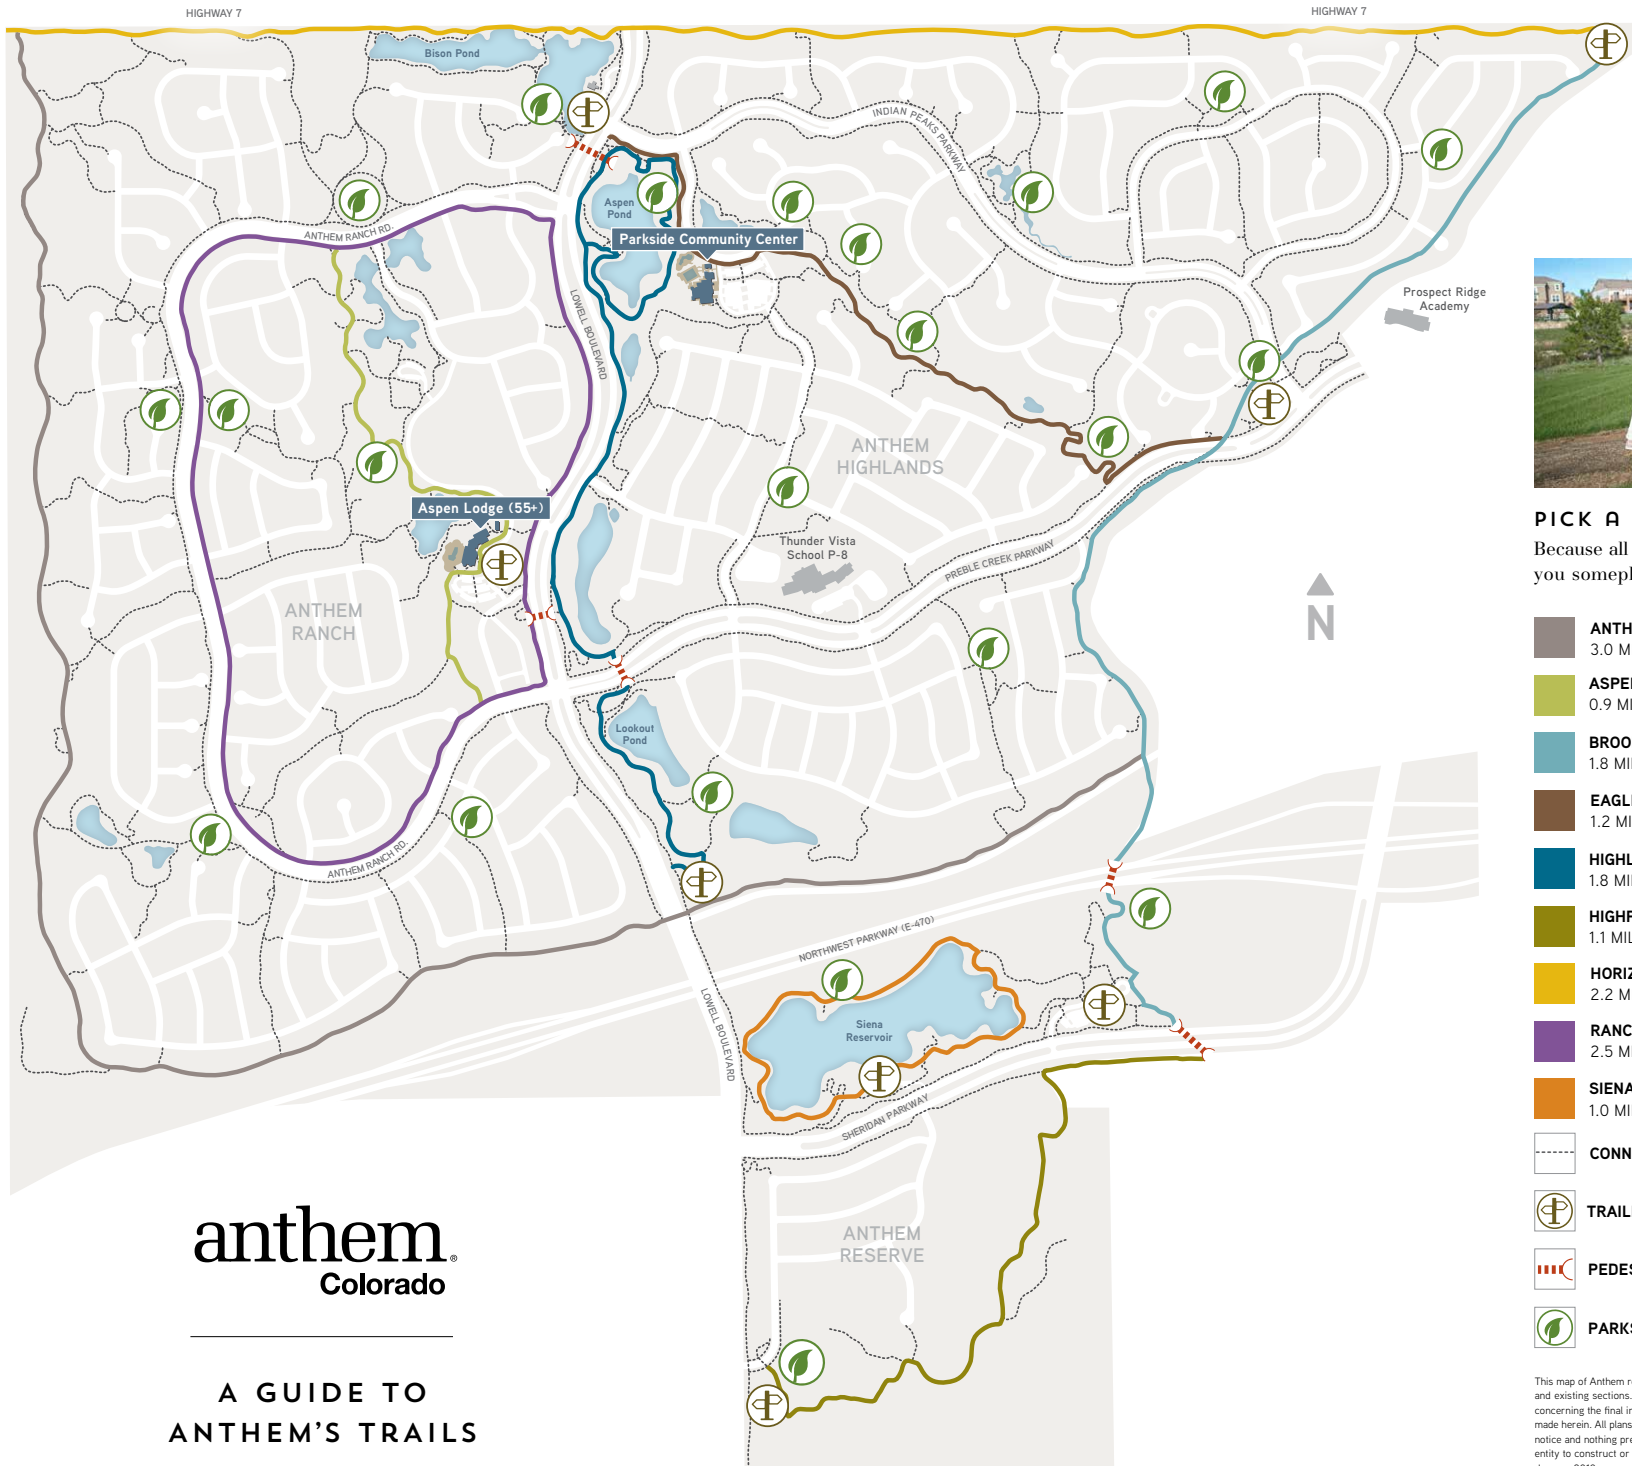 HIGHWAY 7
HIGHWAY 7
Bison Pond
INDIAN PEAKS PARKWAY
Aspen
Pond
Parkside Community Center
ANTHEM RANCH RD.
LOWELL BOULEVARD
Prospect Ridge
Academy
ANTHEM
HIGHLANDS
Aspen Lodge (55+)
Thunder Vista
School P-8
PREBLE CREEK PARKWAY
ANTHEM
RANCH
N
Lookout
Pond
ANTHEM RANCH RD.
NORTHWEST PARKWAY (E-470)
LOWELL BOULEVARD
Siena
Reservoir
SHERIDAN PARKWAY
ANTHEM
RESERVE
anthem®
Colorado
A GUIDE TO
ANTHEM'S TRAILS
PICK A
Because all
you somepl
ANTH
3.0 M
ASPE
0.9 MI
BROO
1.8 MI
EAGL
1.2 MI
HIGHL
1.8 MI
HIGHP
1.1 MIL
HORIZ
2.2 M
RANC
2.5 MI
SIENA
1.0 MI
CONN
TRAIL
PEDES
PARKS
This map of Anthem r
and existing sections.
concerning the final i
made herein. All plans
notice and nothing pre
entity to construct or